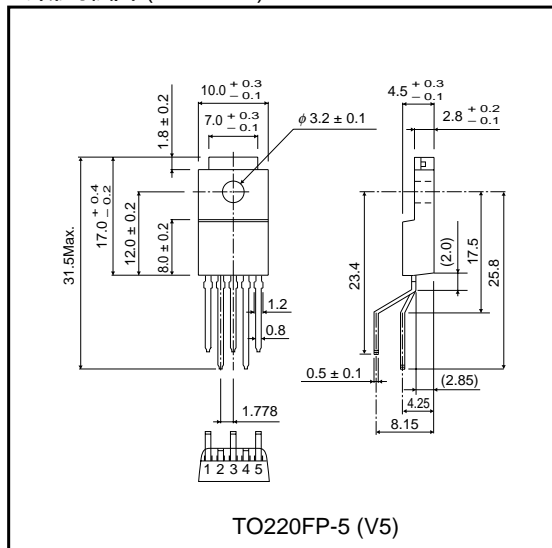 10.0 + 0.3 − 0.1
7.0 + 0.3 − 0.1
1.8 ± 0.2
φ 3.2 ± 0.1
4.5 + 0.3 − 0.1
2.8 + 0.2 − 0.1
31.5Max.
17.0 + 0.4 − 0.2
12.0 ± 0.2
8.0 ± 0.2
1.2
0.8
1.778
23.4
(2.0)
17.5
25.8
0.5 ± 0.1
(2.85)
4.25
8.15
1 2 3 4 5
TO220FP-5 (V5)